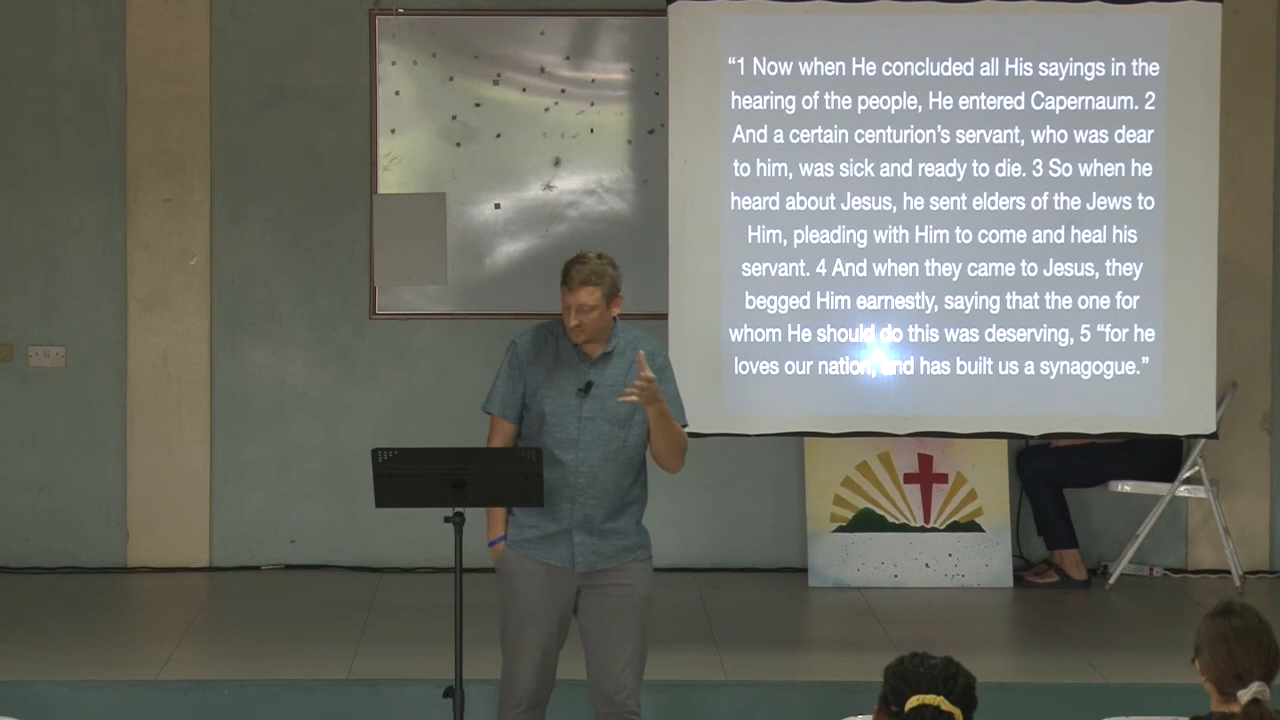 “1 Now when He concluded all His sayings in the
hearing of the people, He entered Capernaum. 2
And a certain centurion’s servant, who was dear
to him, was sick and ready to die. 3 So when he
heard about Jesus, he sent elders of the Jews to
Him, pleading with Him to come and heal his
servant. 4 And when they came to Jesus, they
begged Him earnestly, saying that the one for
whom He should do this was deserving, 5 “for he
loves our nation, and has built us a synagogue.”